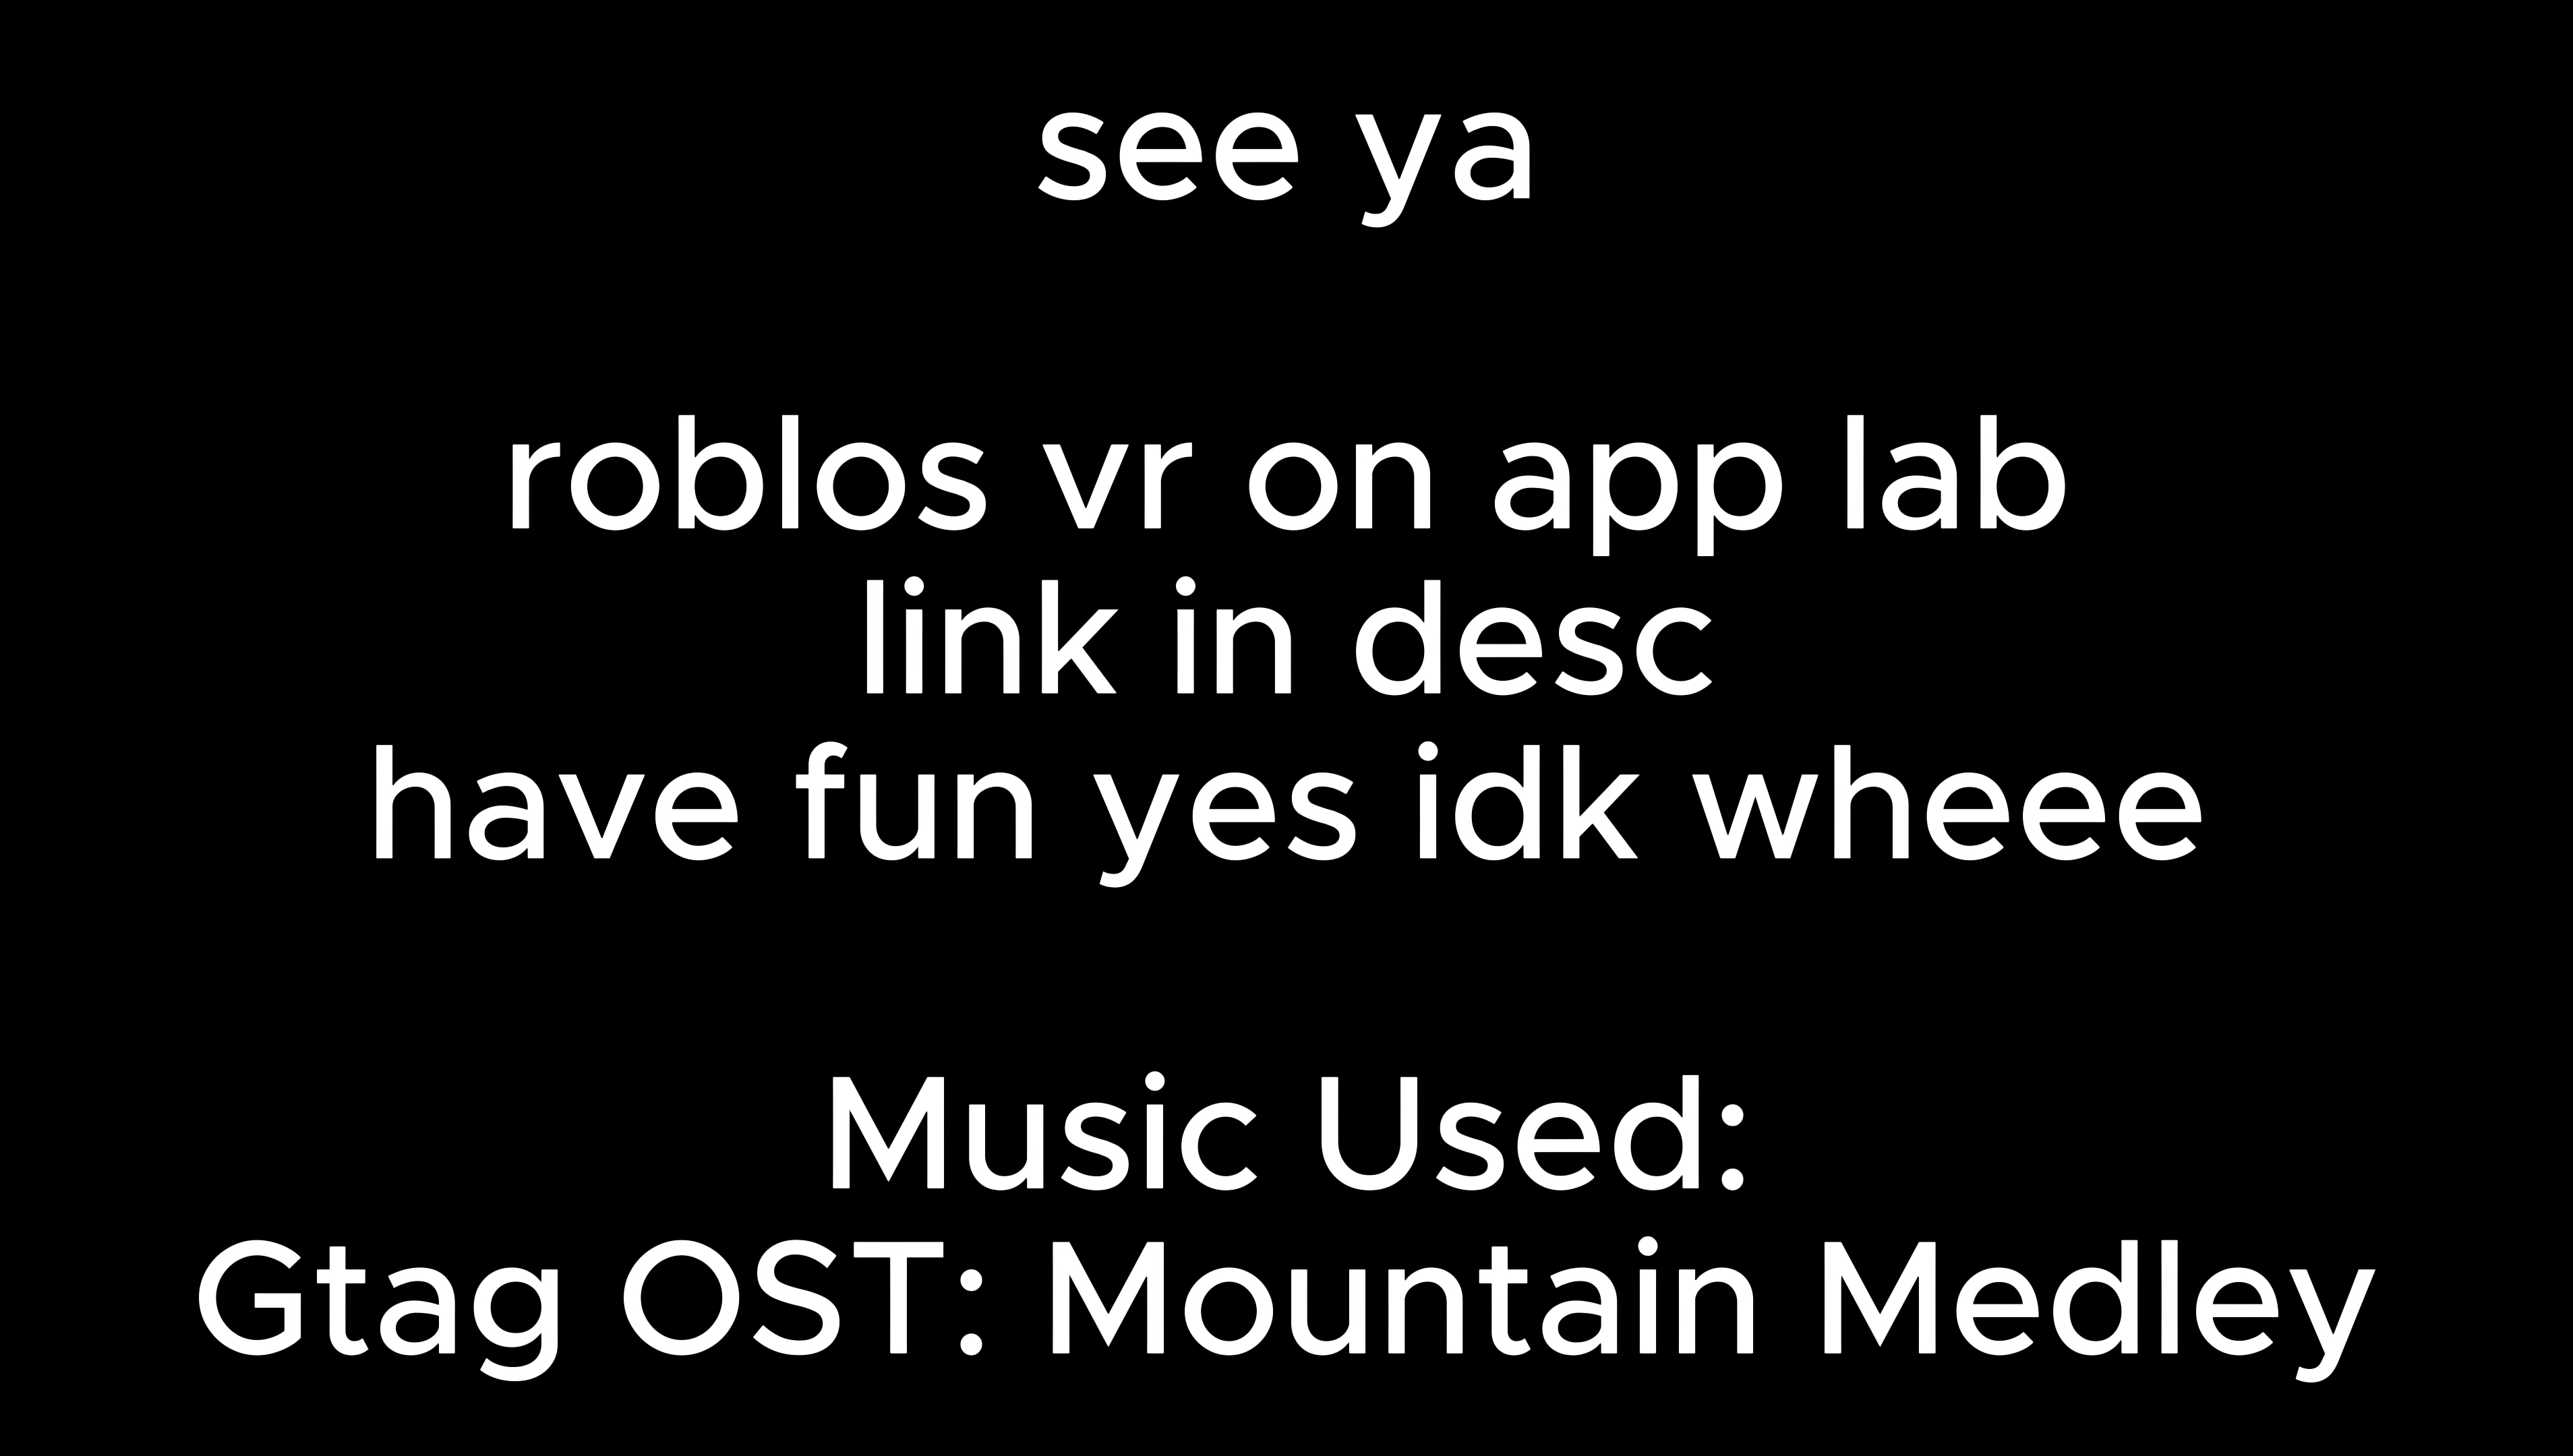 see ya
roblos vr on app lab
link in desc
have fun yes idk wheee
Music Used:
Gtag OST: Mountain Medley